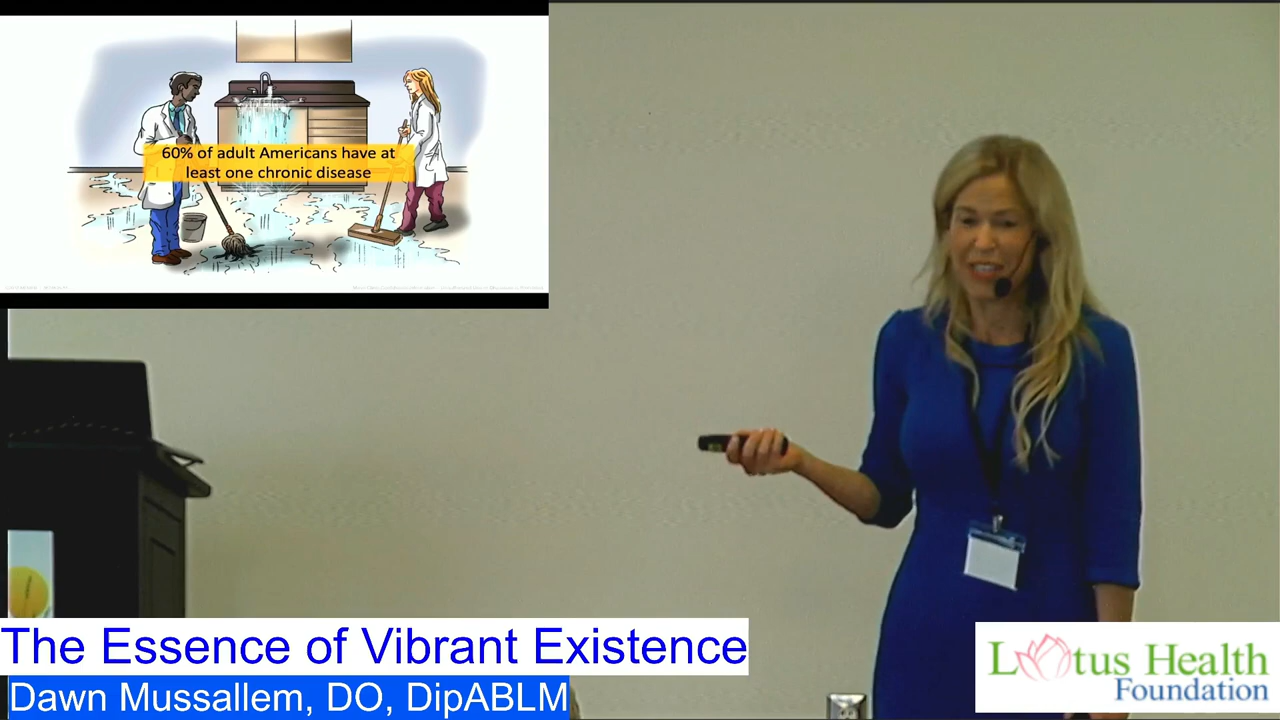 60% of adult Americans have at
least one chronic disease
The Essence of Vibrant Existence
Dawn Mussallem, DO, DipABLM
Lotus Health
Foundation